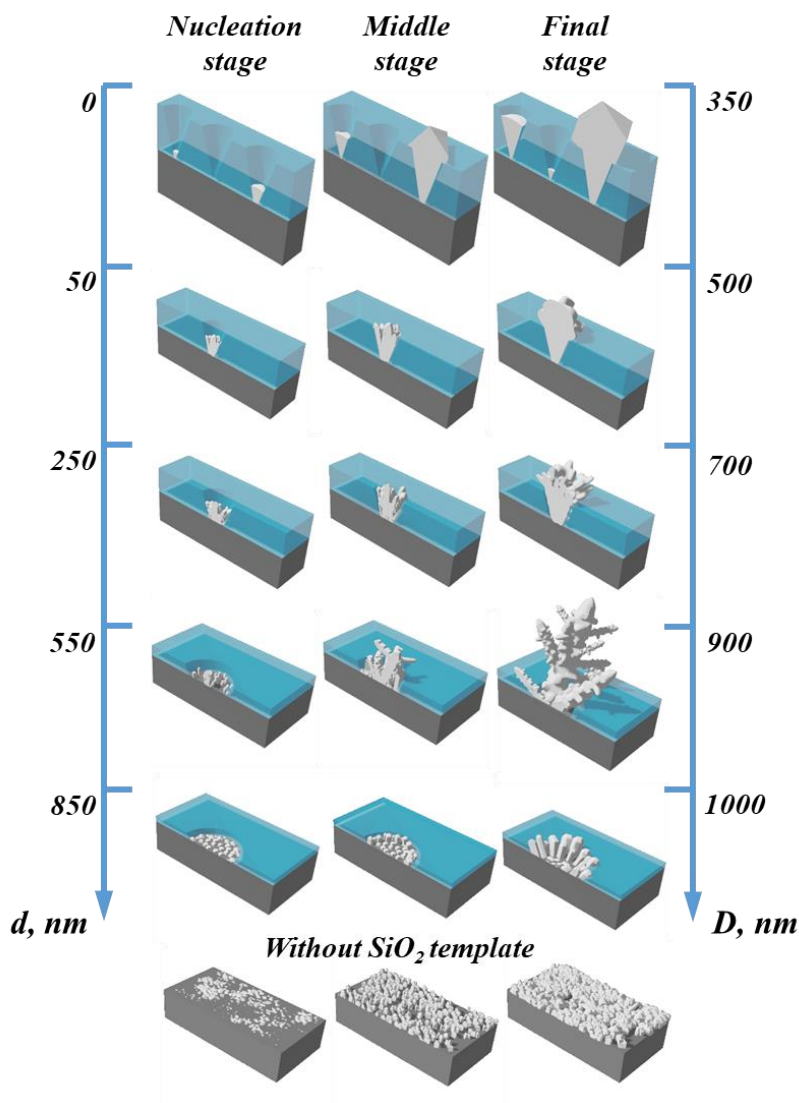 Nucleation stage
Middle stage
Final stage
0
350
50
500
250
700
550
900
850
1000
d, nm
D, nm
Without SiO₂ template